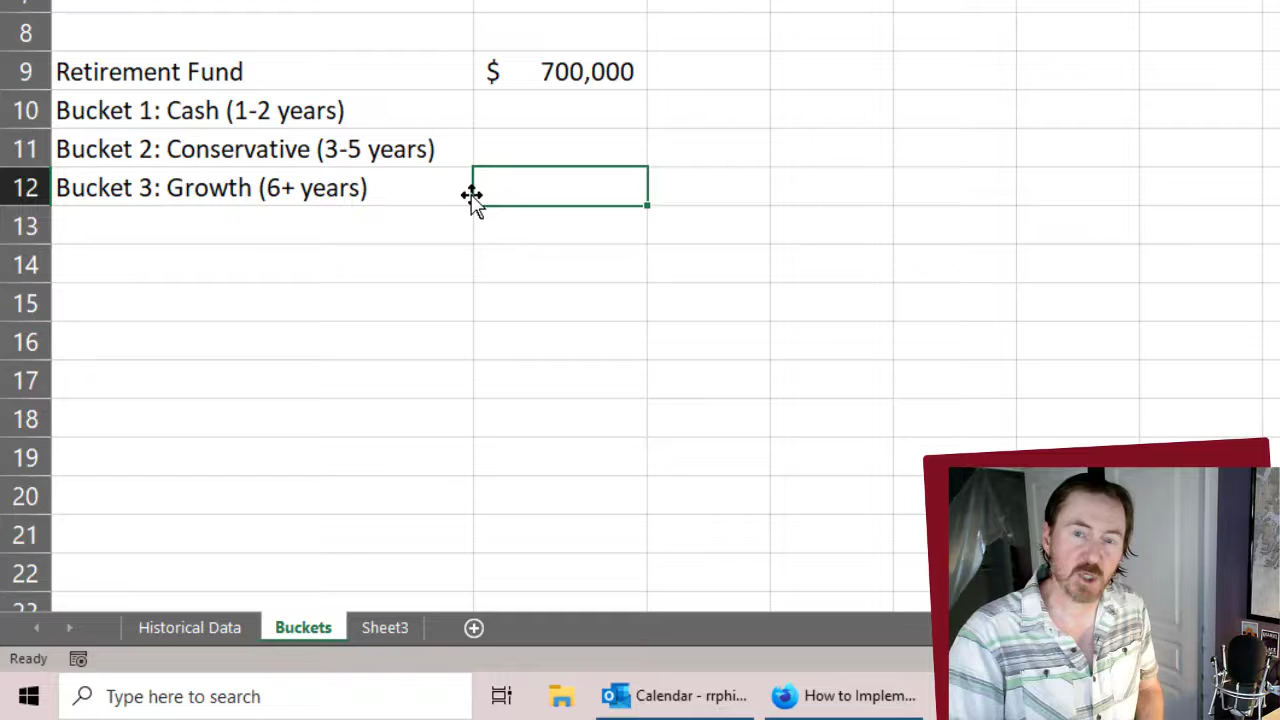 8
9 Retirement Fund $ 700,000
10 Bucket 1: Cash (1-2 years)
11 Bucket 2: Conservative (3-5 years)
12 Bucket 3: Growth (6+ years)
13
14
15
16
17
18
19
20
21
22
Historical Data Buckets Sheet3
Ready
Type here to search Calendar - rrphi... How to Implem...